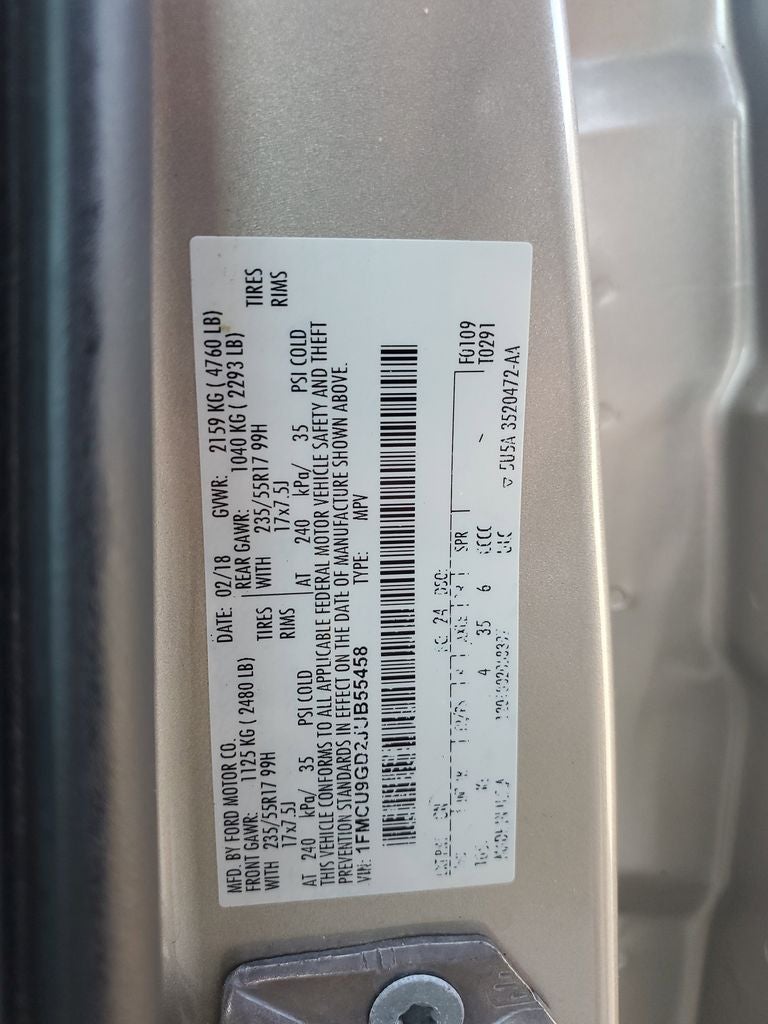 MFD. BY FORD MOTOR CO.
DATE: 02/18 GVWR: 2159 KG ( 4760 LB)
FRONT GAWR: 1125 KG ( 2480 LB)
REAR GAWR: 1040 KG ( 2293 LB)
WITH 235/55R17 99H TIRES
WITH 235/55R17 99H TIRES
17x7.5J RIMS
17x7.5J RIMS
AT 240 kPa/ 35 PSI COLD
AT 240 kPa/ 35 PSI COLD
THIS VEHICLE CONFORMS TO ALL APPLICABLE FEDERAL MOTOR VEHICLE SAFETY AND THEFT
PREVENTION STANDARDS IN EFFECT ON THE DATE OF MANUFACTURE SHOWN ABOVE.
VIN: 1FMCU9GD2JUB55458 TYPE: MPV
24 DSO:
F0109
T0291
SPR
4 35 6
5U5A 3520472-AA